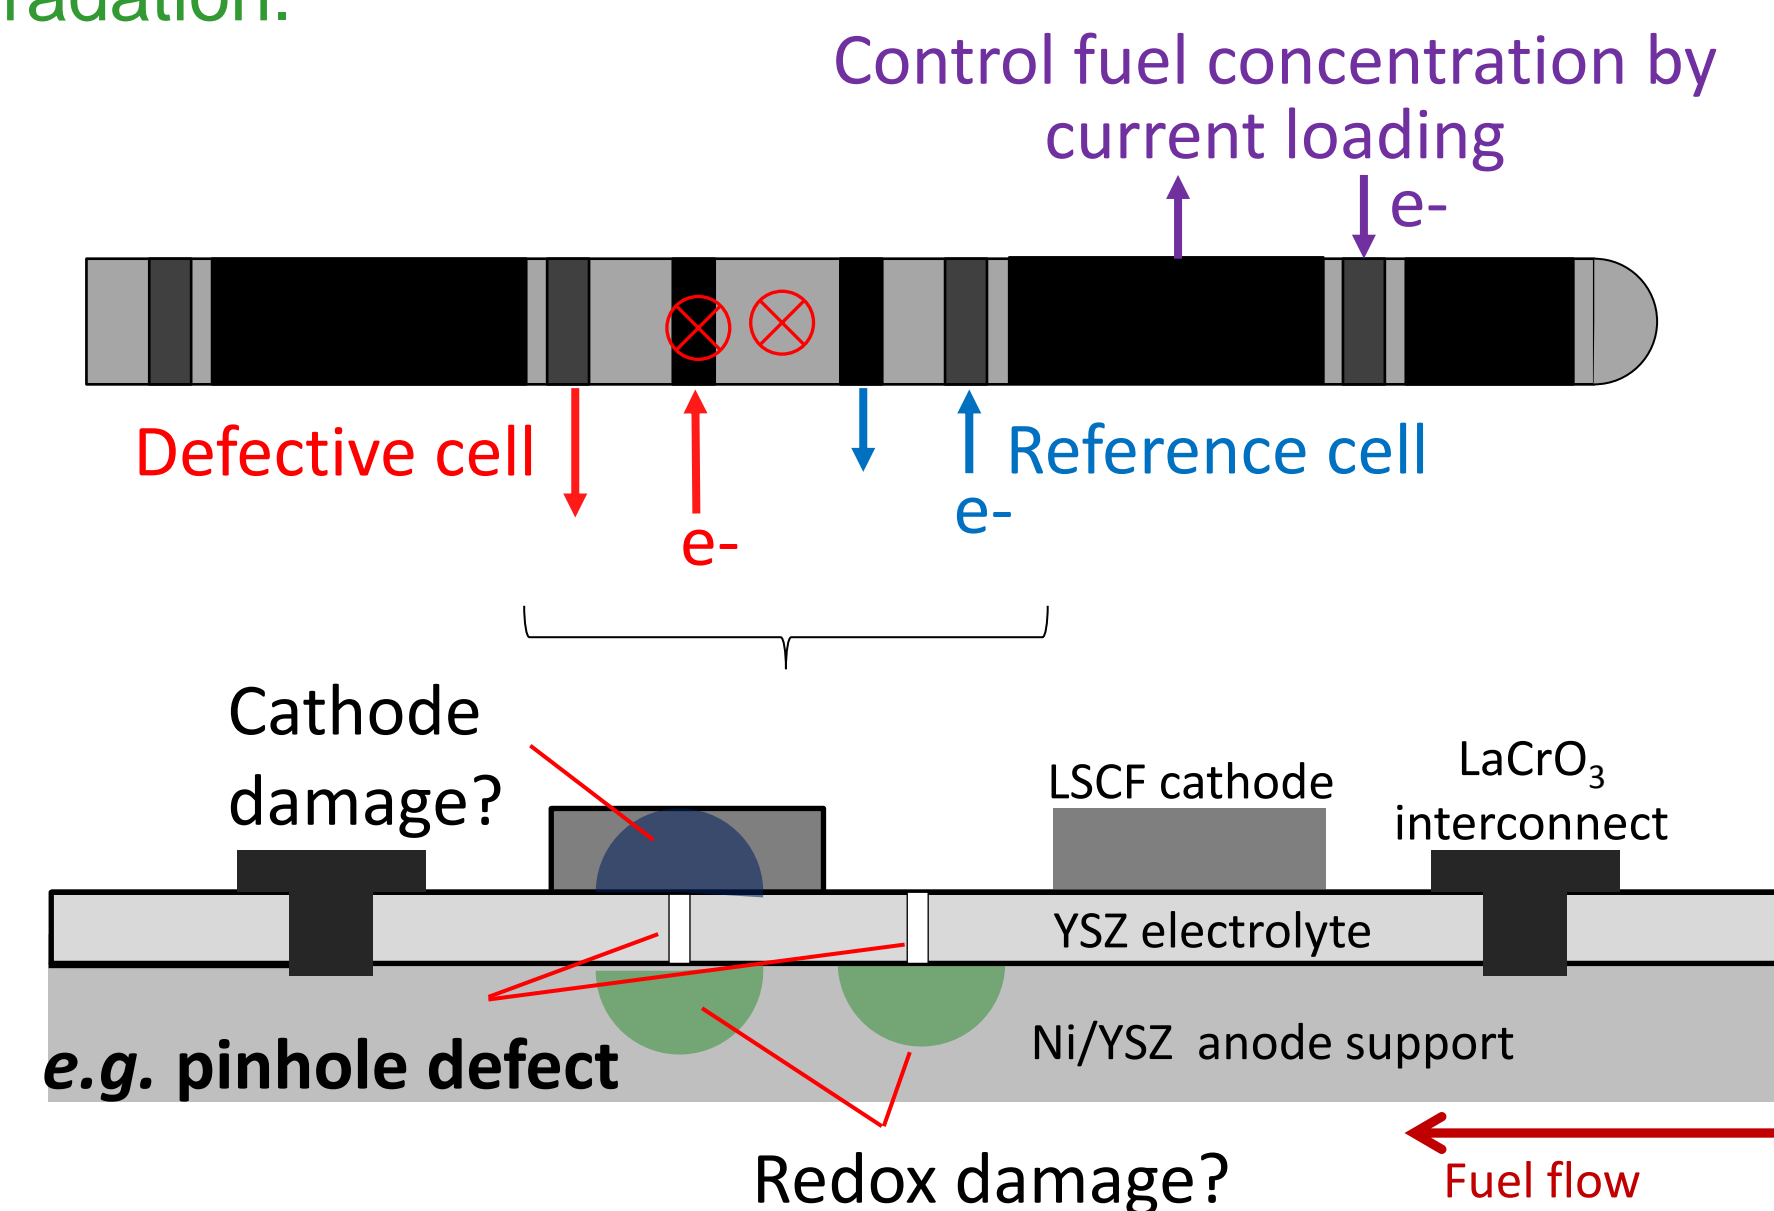 radation.
Control fuel concentration by
current loading
e-
Defective cell
Reference cell
e-
e-
Cathode
damage?
LSCF cathode
LaCrO3
interconnect
YSZ electrolyte
Ni/YSZ anode support
e.g. pinhole defect
Redox damage?
Fuel flow